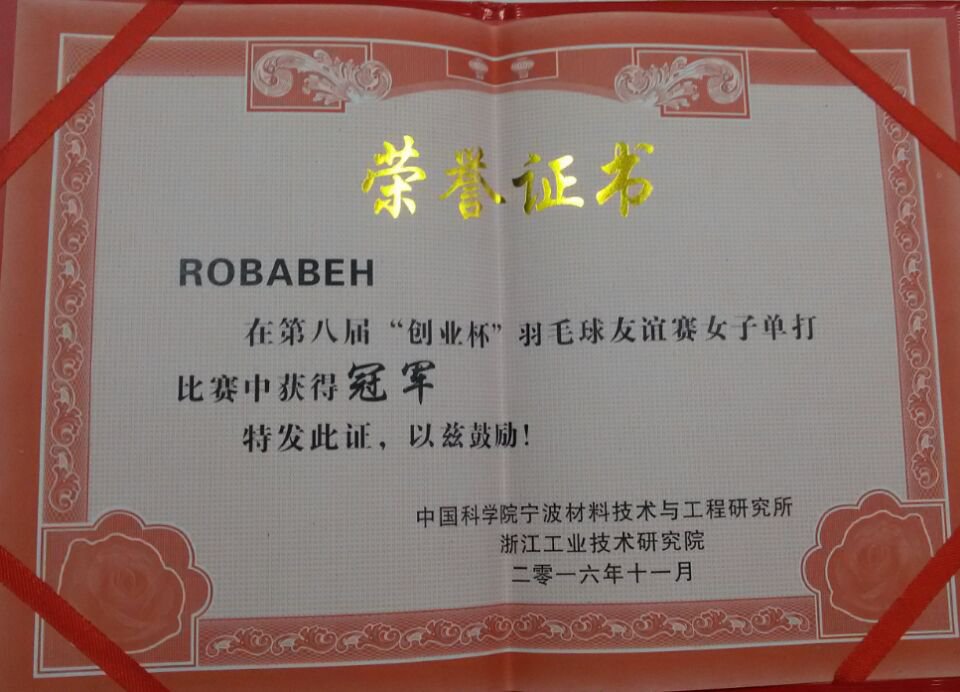 荣誉证书
ROBABEH
在第八届“创业杯”羽毛球友谊赛女子单打
比赛中获得冠军
特发此证，以兹鼓励！
中国科学院宁波材料技术与工程研究所
浙江工业技术研究院
二零一六年十一月